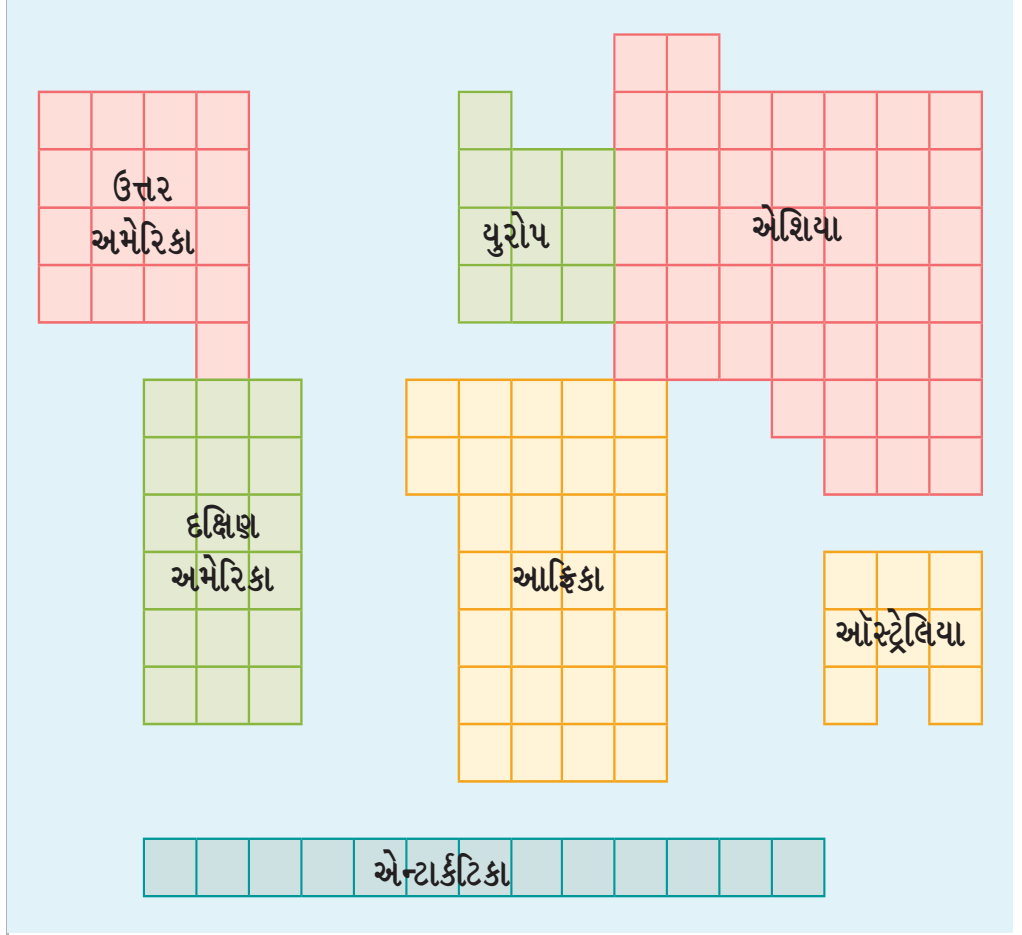 ઉત્તર
અમેરિકા
યુરોપ
એશિયા
દક્ષિણ
અમેરિકા
આફ્રિકા
ઑસ્ટ્રેલિયા
એન્ટાર્કટિકા